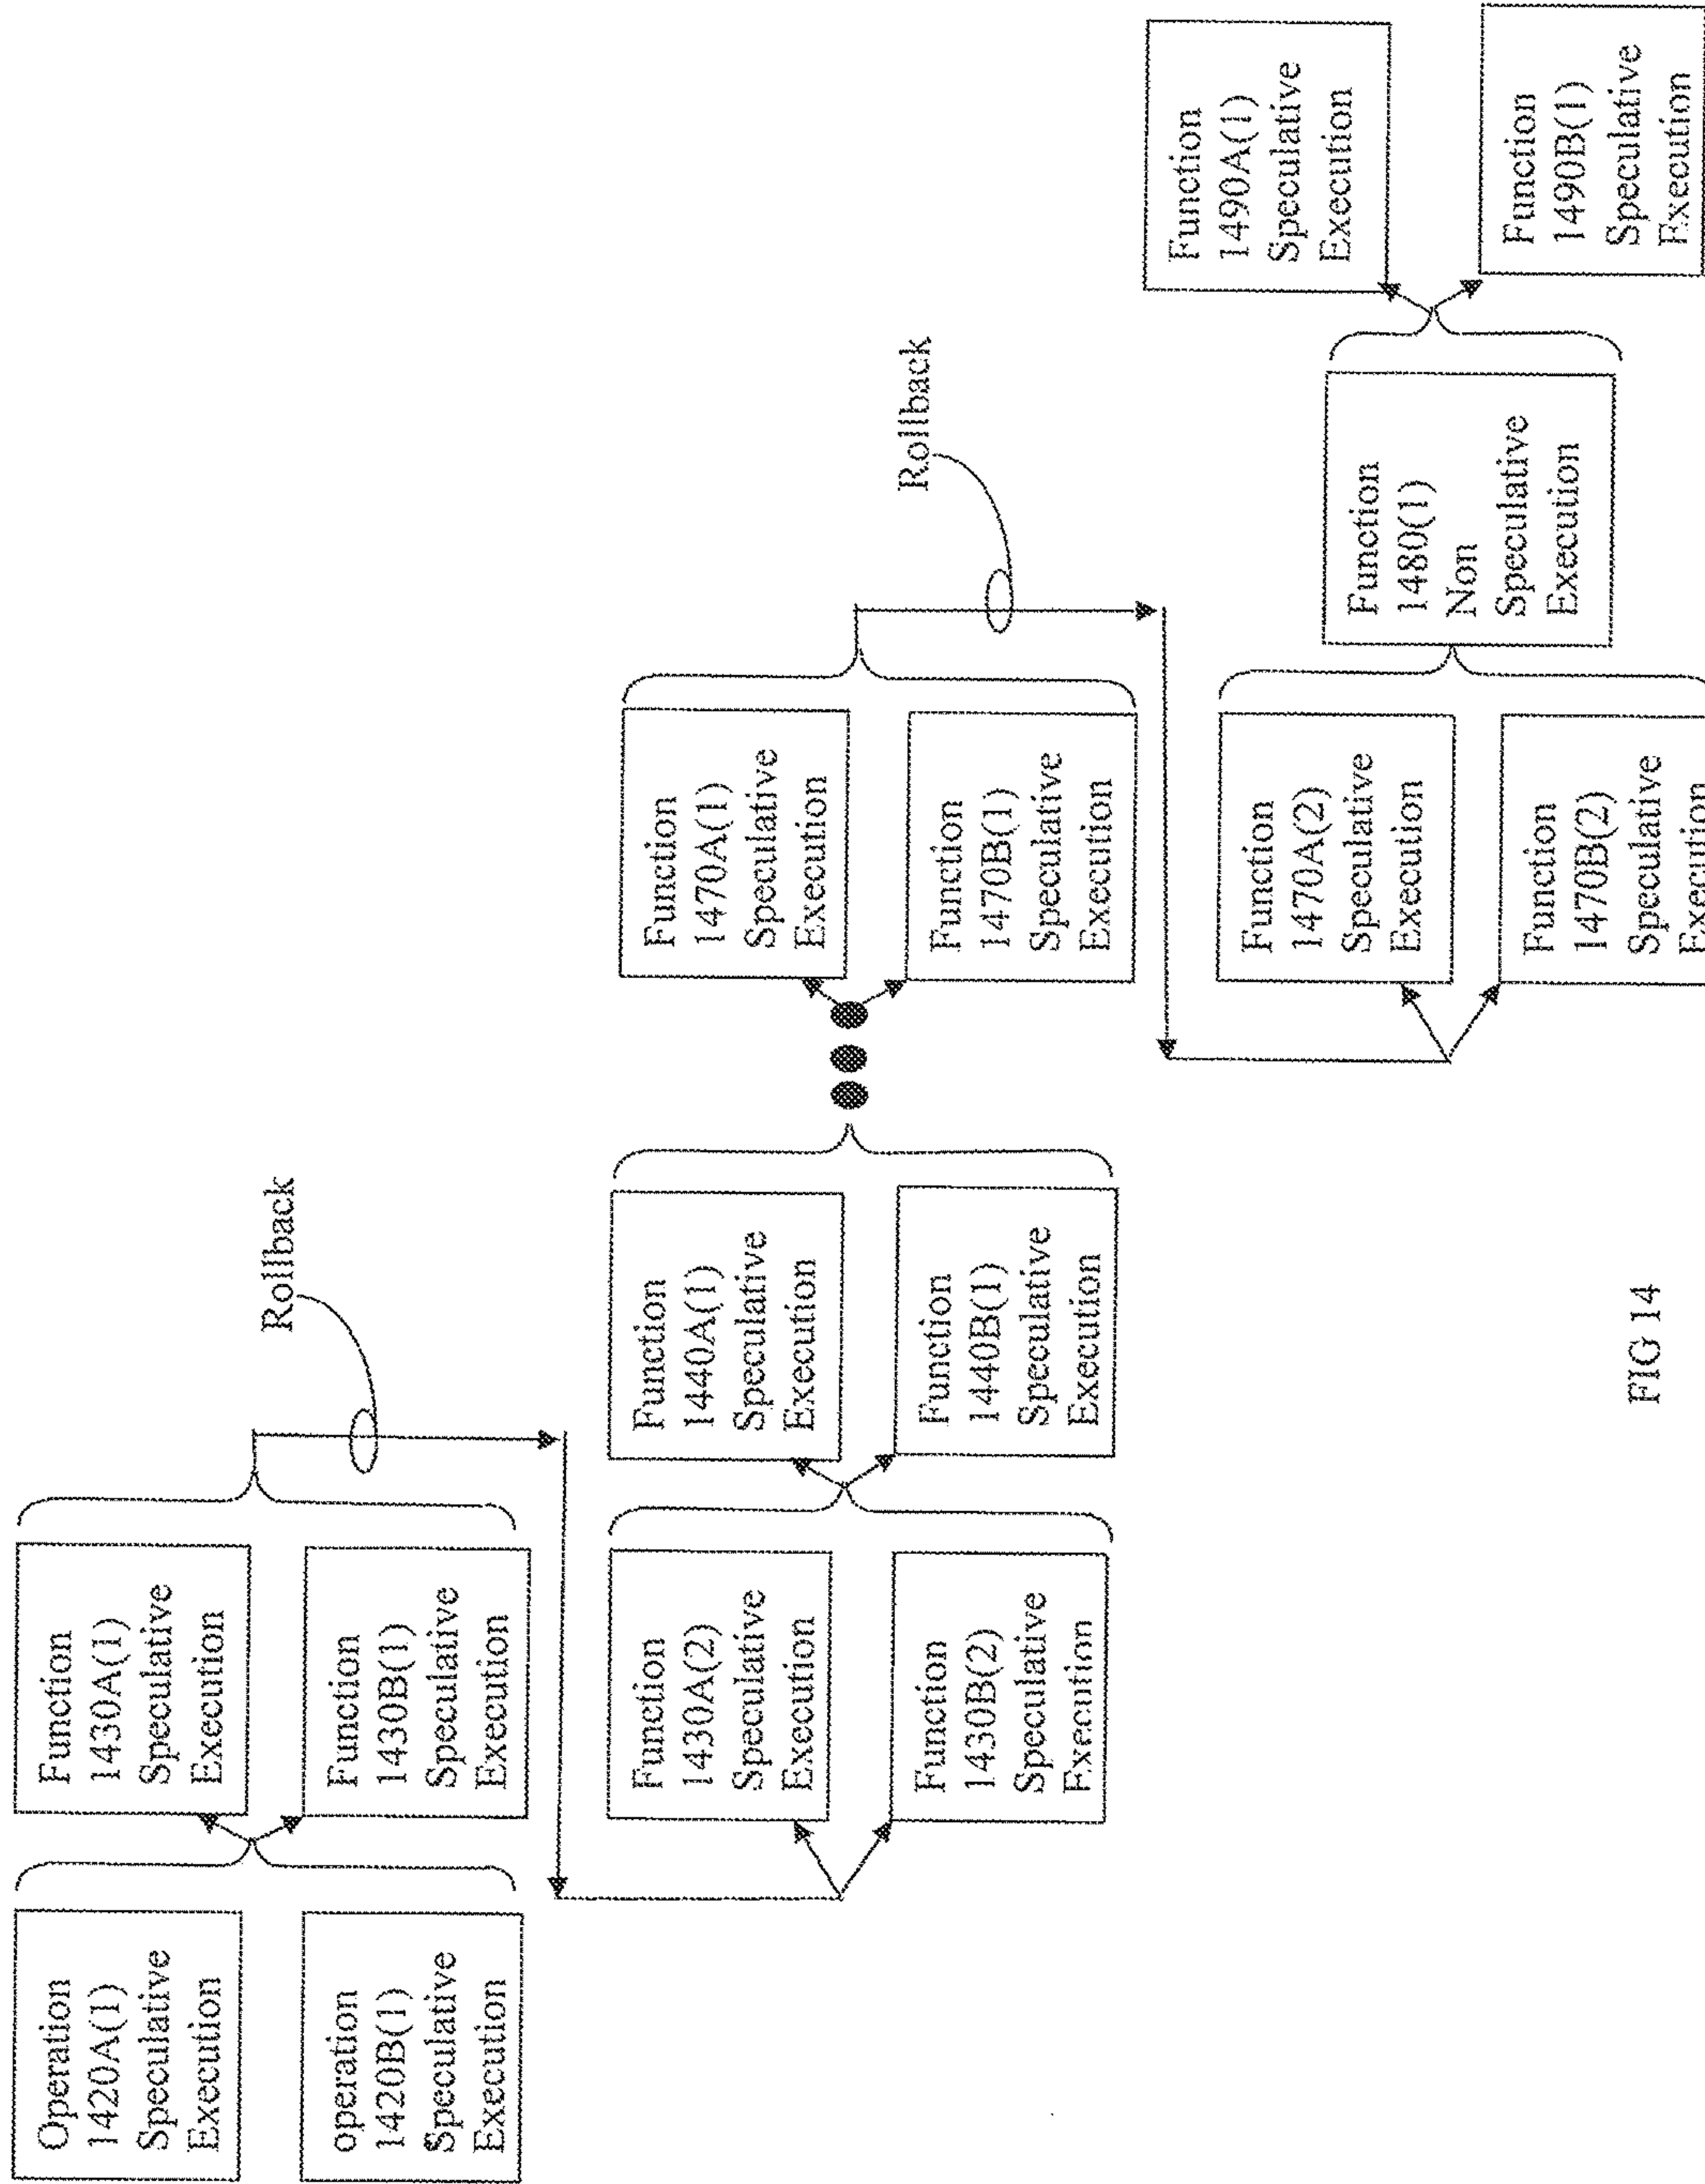 Operation
1420A(1)
Speculative
Execution
operation
1420B(1)
Speculative
Execution
Function
1430A(1)
Speculative
Execution
Function
1430B(1)
Speculative
Execution
Rollback
Function
1430A(2)
Speculative
Execution
Function
1430B(2)
Speculative
Execution
Function
1440A(1)
Speculative
Execution
Function
1440B(1)
Speculative
Execution
Function
1470A(1)
Speculative
Execution
Function
1470B(1)
Speculative
Execution
Rollback
Function
1470A(2)
Speculative
Execution
Function
1470B(2)
Speculative
Execution
Function
1480(1)
Non
Speculative
Execution
Function
1490A(1)
Speculative
Execution
Function
1490B(1)
Speculative
Execution
FIG 14